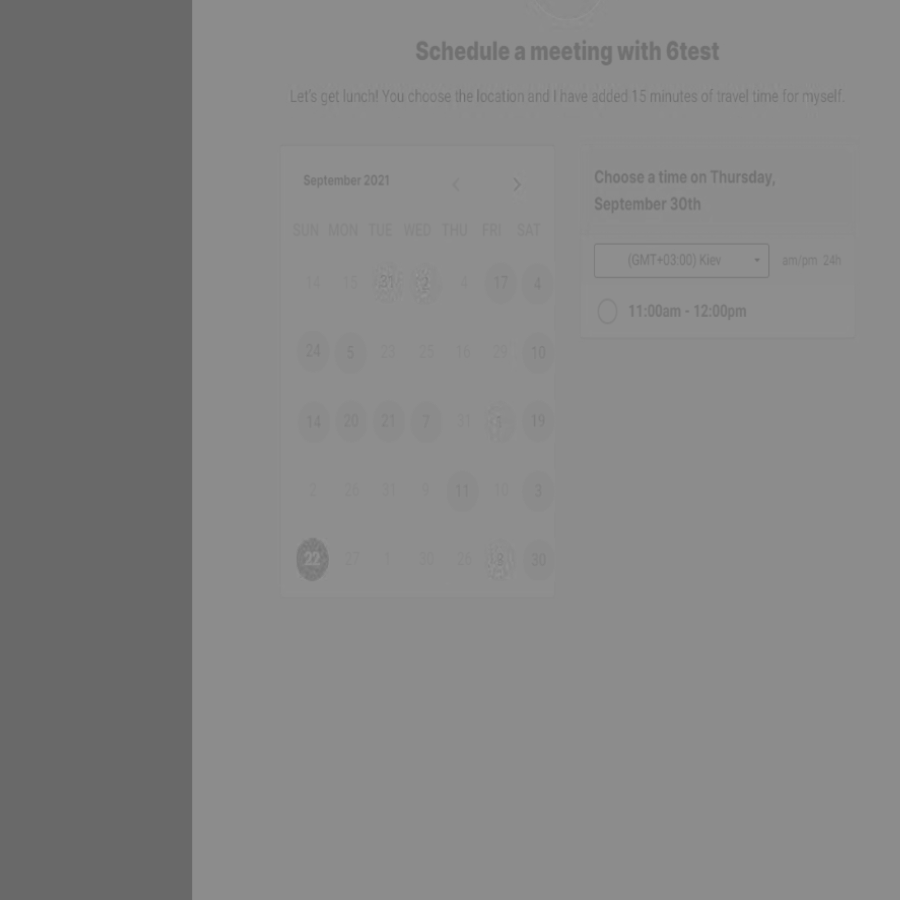 Schedule a meeting with 6test
Let's get lunch! You choose the location and I have added 15 minutes of travel time for myself.
September 2021
SUN MON TUE WED THU FRI SAT
14 15 31 2 4 17 4
24 5 23 25 16 29 10
14 20 21 7 31 19
2 26 31 9 11 10 3
22 27 1 30 26 30
Choose a time on Thursday,
September 30th
(GMT+03:00) Kiev am/pm 24h
11:00am - 12:00pm